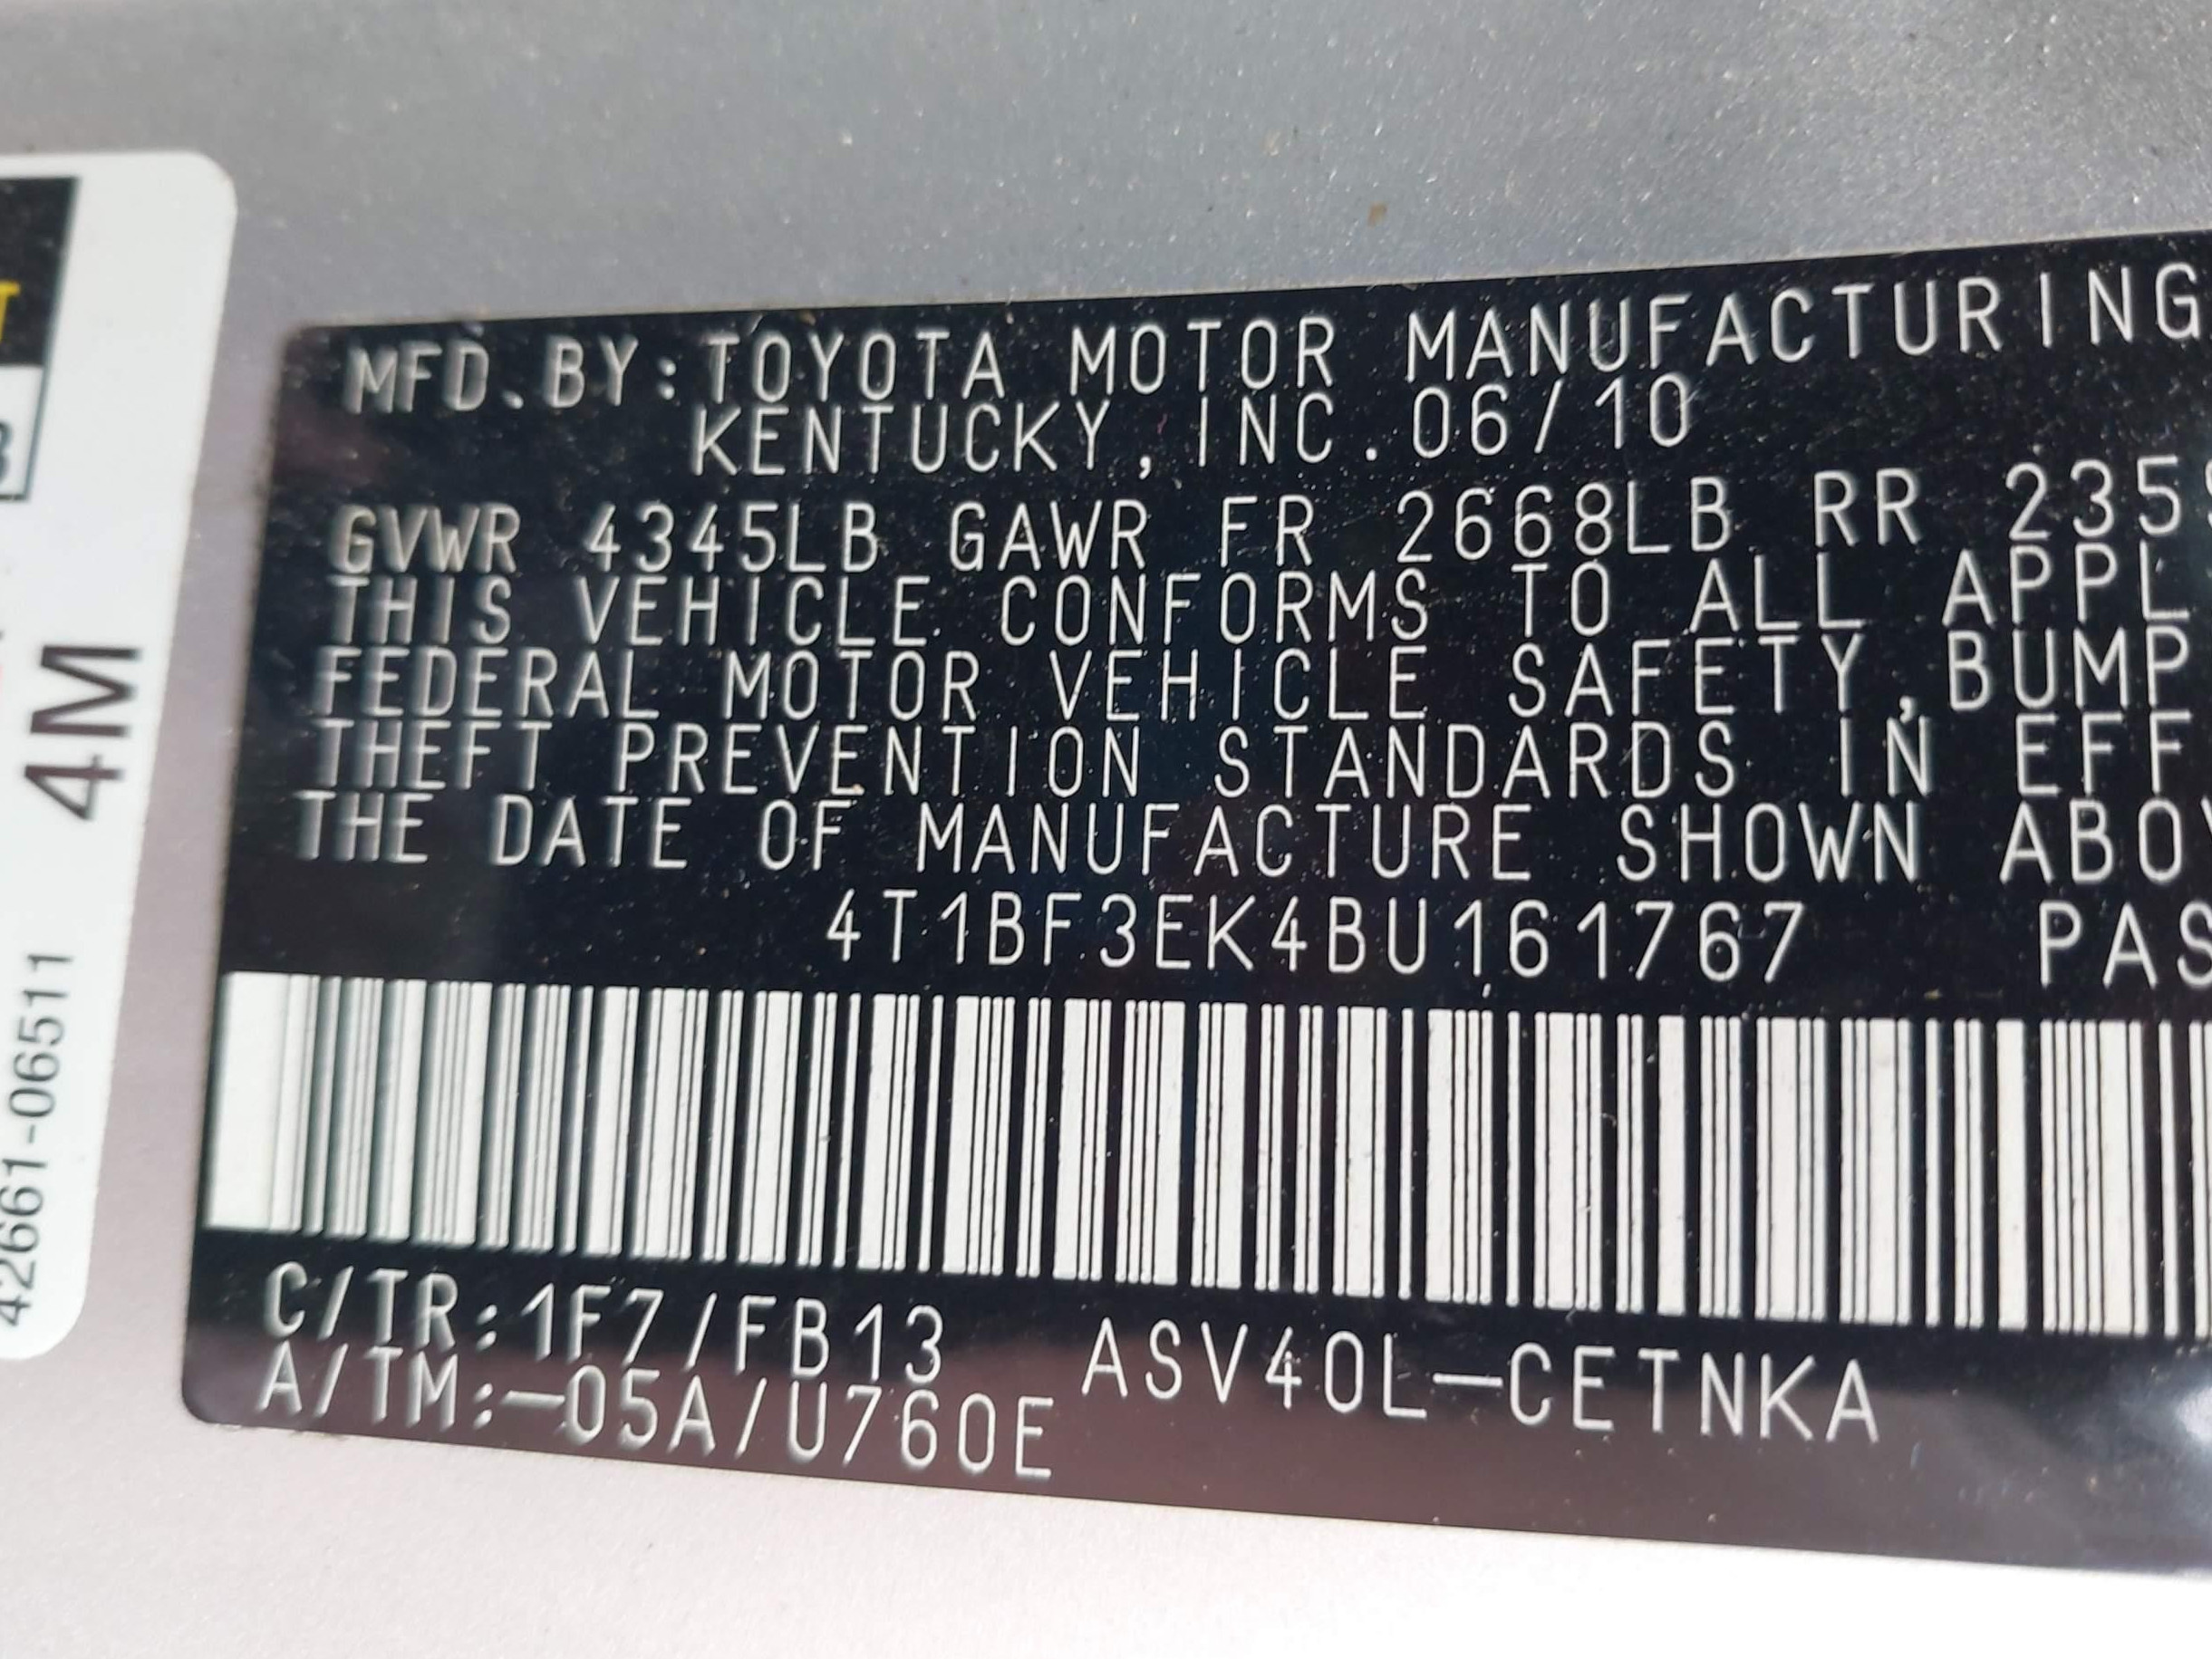 MFD.BY:TOYOTA MOTOR MANUFACTURING
KENTUCKY,INC.06/10
GVWR 4345LB GAWR FR 2668LB RR 235
THIS VEHICLE CONFORMS TO ALL APPL
FEDERAL MOTOR VEHICLE SAFETY,BUMP
THEFT PREVENTION STANDARDS IN EFF
THE DATE OF MANUFACTURE SHOWN ABO
4T1BF3EK4BU161767 PAS
C/TR:1F7/FB13 ASV40L-CETNKA
A/TM:-05A/U760E
4M
42661-06511